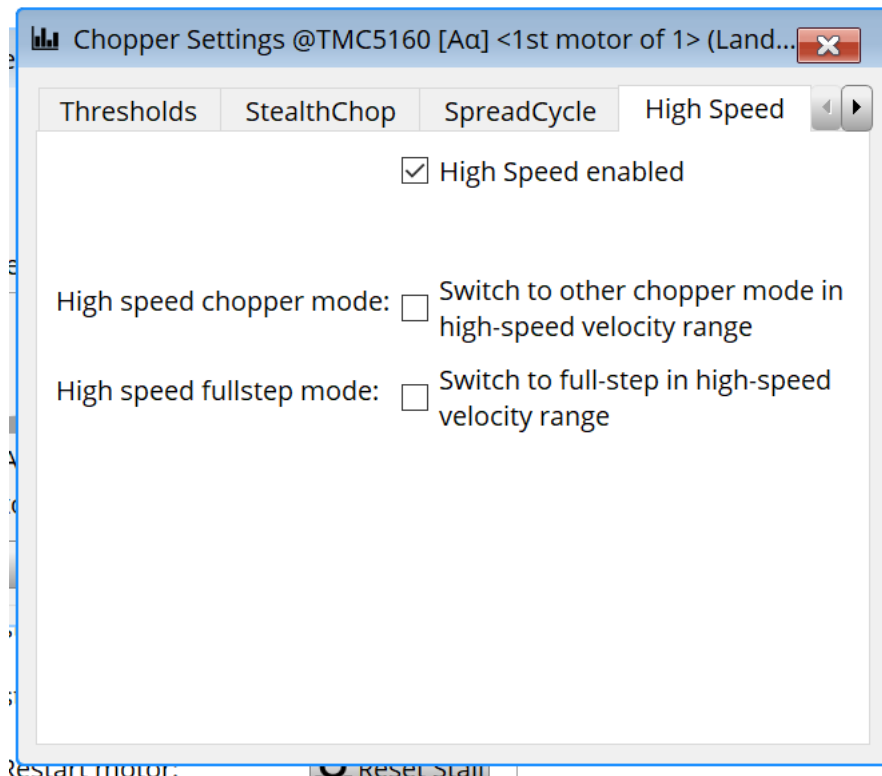 Chopper Settings @TMC5160 [Aα] <1st motor of 1> (Land...
Thresholds StealthChop SpreadCycle High Speed
High Speed enabled
High speed chopper mode:
Switch to other chopper mode in
high-speed velocity range
High speed fullstep mode:
Switch to full-step in high-speed
velocity range
Restart motor: Reset Stall